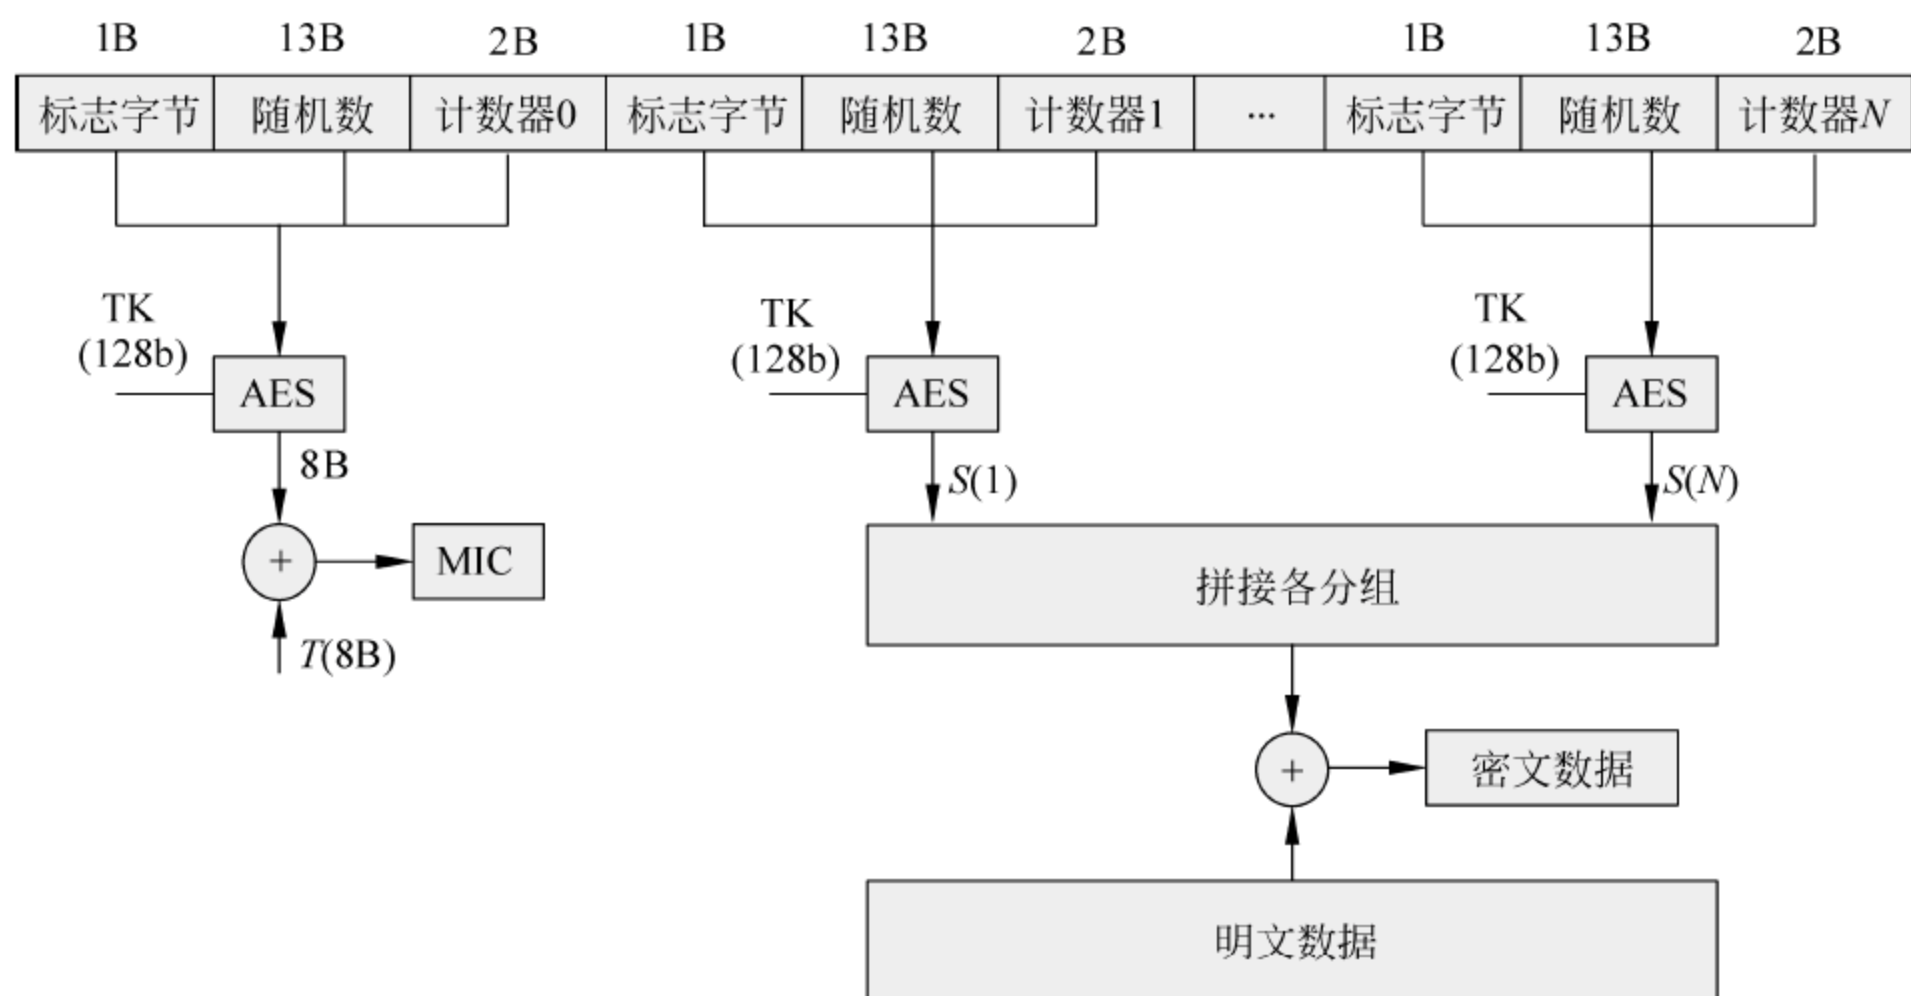 1B 13B 2B 1B 13B 2B 1B 13B 2B
标志字节 随机数 计数器0 标志字节 随机数 计数器1 ... 标志字节 随机数 计数器N
TK TK TK
(128b) (128b) (128b)
AES AES AES
8B S(1) S(N)
+ MIC
拼接各分组
T(8B)
+ 密文数据
明文数据